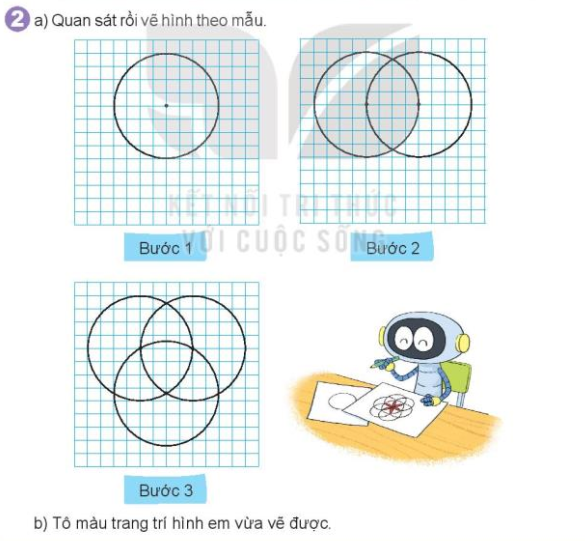 2 a) Quan sát rồi vẽ hình theo mẫu.
KẾT NỐI TRI THỨC
VỚI CUỘC SỐNG
Bước 1
Bước 2
Bước 3
b) Tô màu trang trí hình em vừa vẽ được.